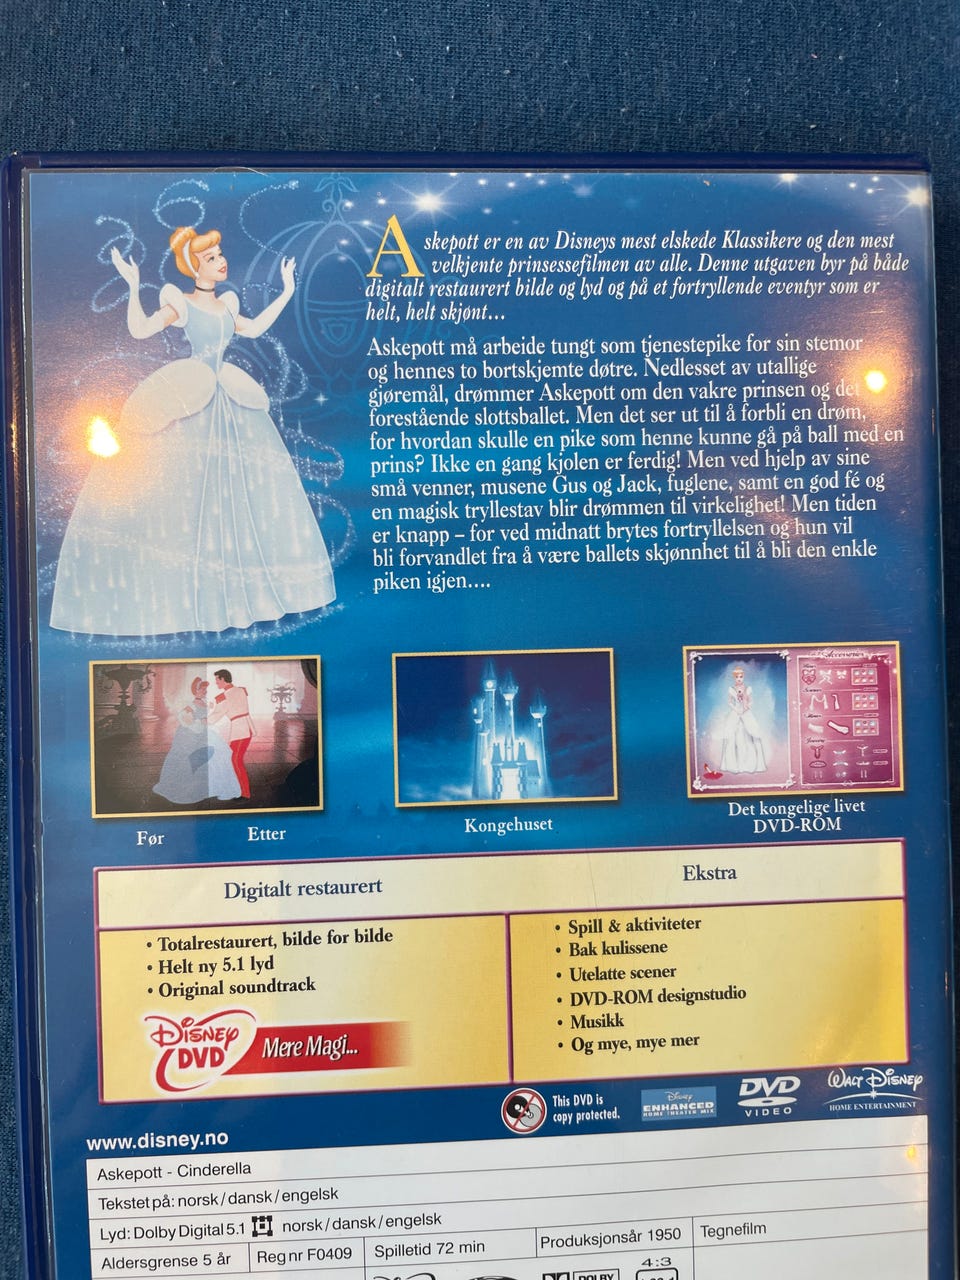 Askepott er en av Disneys mest elskede Klassikere og den mest
velkjente prinsessefilmen av alle. Denne utgaven byr på både
digitalt restaurert bilde og lyd og på et fortryllende eventyr som er
helt, helt skjønt...
Askepott må arbeide tungt som tjenestepike for sin stemor
og hennes to bortskjemte døtre. Nedlesset av utallige
gjøremål, drømmer Askepott om den vakre prinsen og det
forestående slottsballet. Men det ser ut til å forbli en drøm,
for hvordan skulle en pike som henne kunne gå på ball med en
prins? Ikke en gang kjolen er ferdig! Men ved hjelp av sine
små venner, musene Gus og Jack, fuglene, samt en god fé og
en magisk tryllestav blir drømmen til virkelighet! Men tiden
er knapp – for ved midnatt brytes fortryllelsen og hun vil
bli forvandlet fra å være ballets skjønnhet til å bli den enkle
piken igjen....
Accessories
Før Etter
Kongehuset
Det kongelige livet
DVD-ROM
Digitalt restaurert
• Totalrestaurert, bilde for bilde
• Helt ny 5.1 lyd
• Original soundtrack
Disney
DVD Mere Magi...
Ekstra
• Spill & aktiviteter
• Bak kulissene
• Utelatte scener
• DVD-ROM designstudio
• Musikk
• Og mye, mye mer
This DVD is
copy protected.
Disney
ENHANCED
HOME THEATER MIX
DVD
VIDEO
WALT DISNEY
HOME ENTERTAINMENT
www.disney.no
Askepott - Cinderella
Tekstet på: norsk/dansk/engelsk
Lyd: Dolby Digital 5.1 norsk/dansk/engelsk
Aldersgrense 5 år Reg nr F0409 Spilletid 72 min Produksjonsår 1950 Tegnefilm
4:3
DOLBY